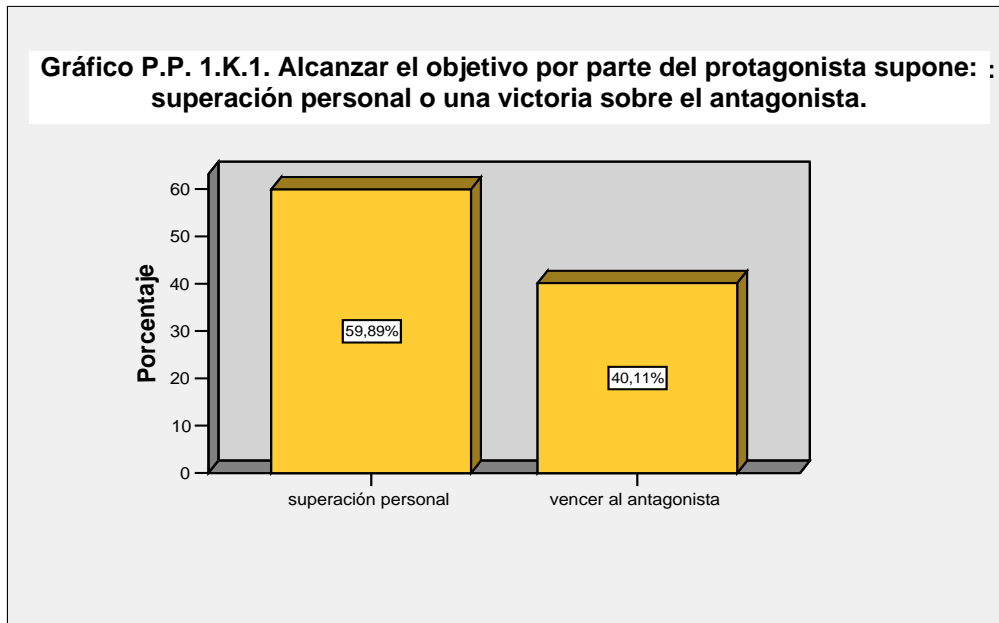 Gráfico P.P. 1.K.1. Alcanzar el objetivo por parte del protagonista supone: :
superación personal o una victoria sobre el antagonista.
Porcentaje
60
50
40
30
20
10
0
59,89%
40,11%
superación personal
vencer al antagonista